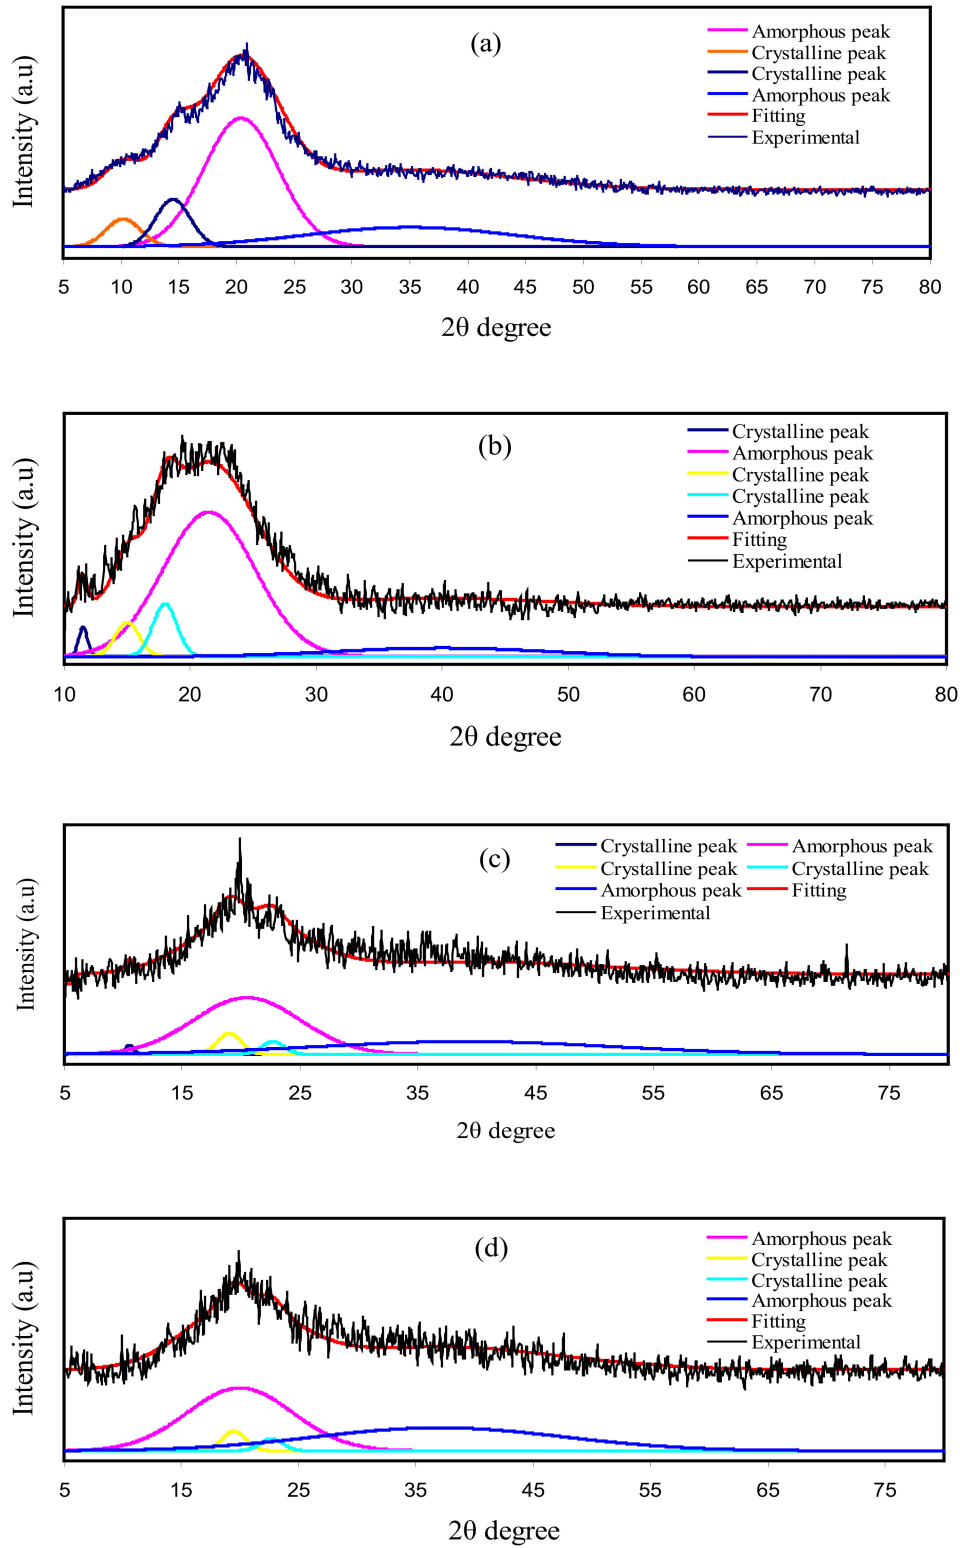 Intensity (a.u)
(a)
Amorphous peak
Crystalline peak
Crystalline peak
Amorphous peak
Fitting
Experimental
5 10 15 20 25 30 35 40 45 50 55 60 65 70 75 80
2θ degree
Intensity (a.u)
(b)
Crystalline peak
Amorphous peak
Crystalline peak
Crystalline peak
Amorphous peak
Fitting
Experimental
10 20 30 40 50 60 70 80
2θ degree
Intensity (a.u)
(c)
Crystalline peak Amorphous peak
Crystalline peak Crystalline peak
Amorphous peak Fitting
Experimental
5 15 25 35 45 55 65 75
2θ degree
Intensity (a.u)
(d)
Amorphous peak
Crystalline peak
Crystalline peak
Amorphous peak
Fitting
Experimental
5 15 25 35 45 55 65 75
2θ degree